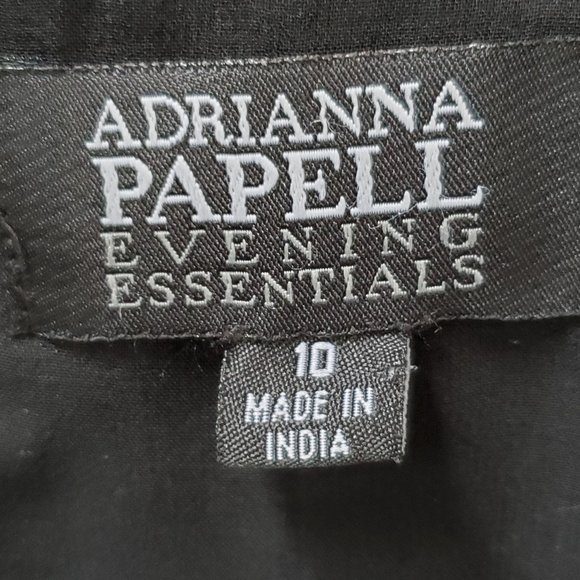 ADRIANNA
PAPELL
EVENING
ESSENTIALS
10
MADE IN
INDIA